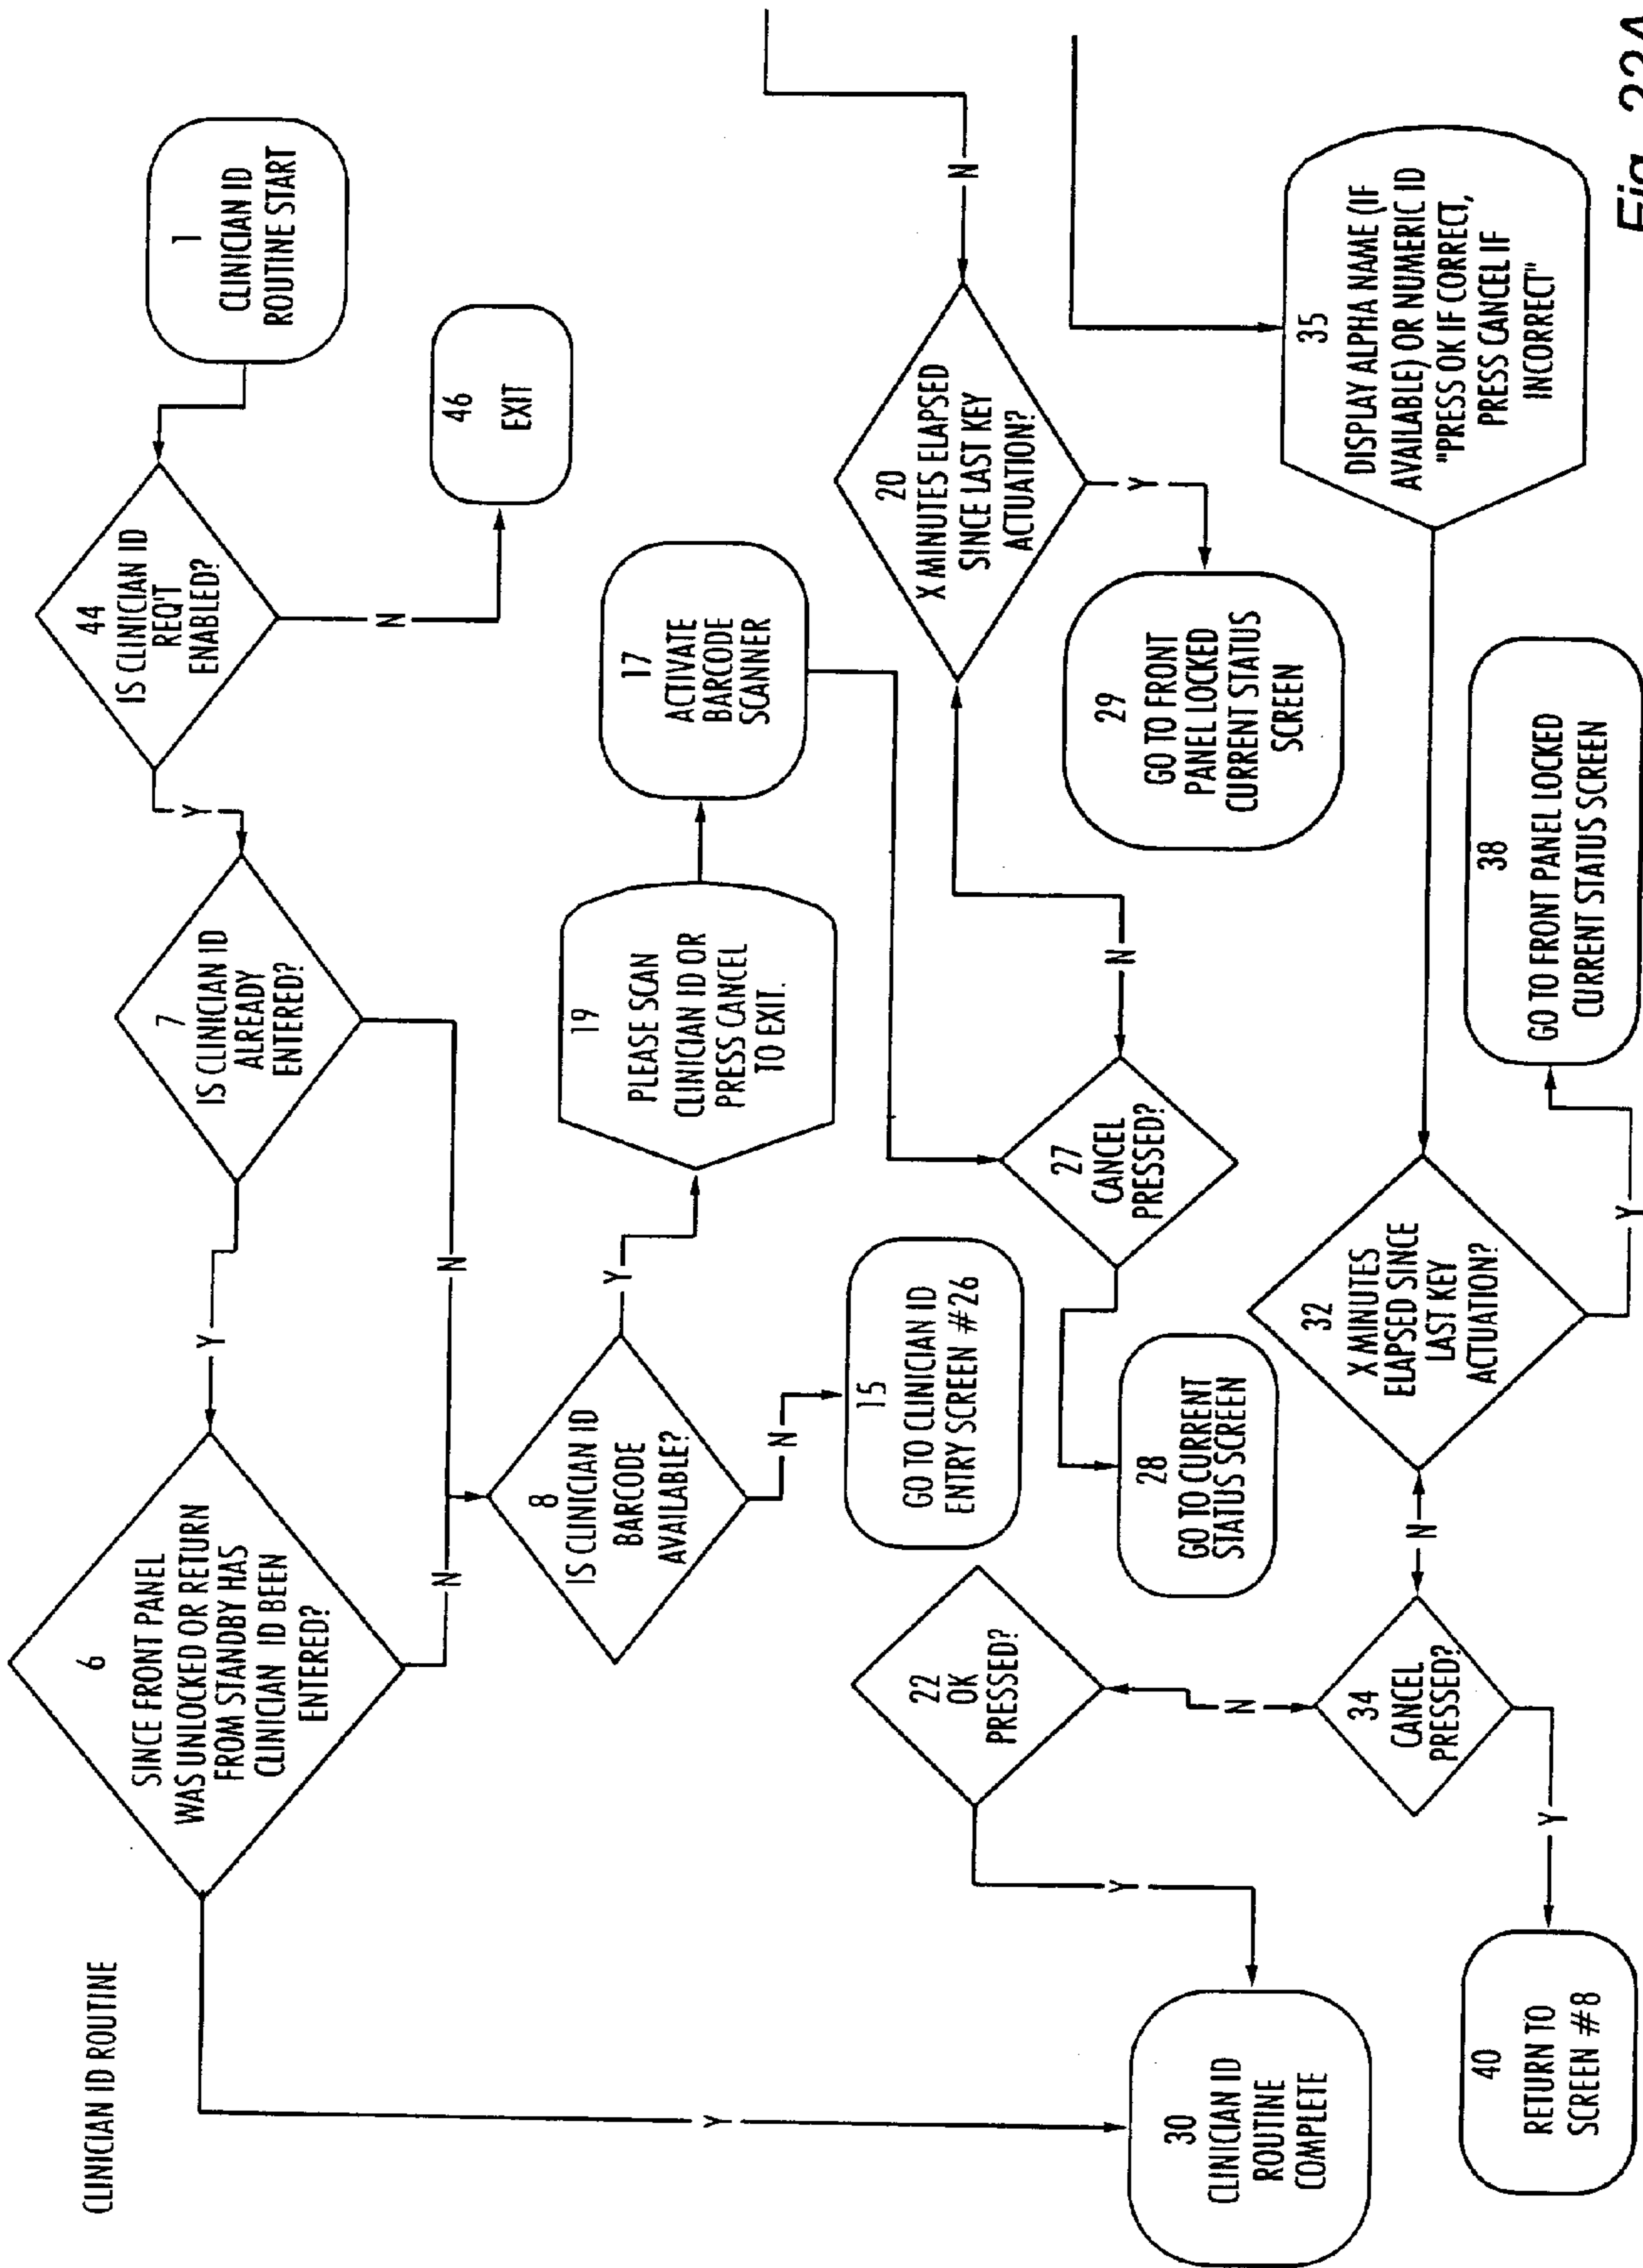 CLINICIAN ID ROUTINE
6
SINCE FRONT PANEL
WAS UNLOCKED OR RETURN
FROM STANDBY HAS
CLINICIAN ID BEEN
ENTERED?
Y
7
IS CLINICIAN ID
ALREADY
ENTERED?
Y
44
IS CLINICIAN ID
REQ'T
ENABLED?
1
CLINICIAN ID
ROUTINE START
N
N
N
46
EXIT
Y
8
IS CLINICIAN ID
BARCODE
AVAILABLE?
Y
19
PLEASE SCAN
CLINICIAN ID OR
PRESS CANCEL
TO EXIT.
17
ACTIVATE
BARCODE
SCANNER
N
15
GO TO CLINICIAN ID
ENTRY SCREEN #26
22
OK
PRESSED?
Y
30
CLINICIAN ID
ROUTINE
COMPLETE
28
GO TO CURRENT
STATUS SCREEN
27
CANCEL
PRESSED?
N
20
X MINUTES ELAPSED
SINCE LAST KEY
ACTUATION?
N
Y
29
GO TO FRONT
PANEL LOCKED
CURRENT STATUS
SCREEN
N
34
CANCEL
PRESSED?
N
32
X MINUTES
ELAPSED SINCE
LAST KEY
ACTUATION?
Y
40
RETURN TO
SCREEN #8
Y
38
GO TO FRONT PANEL LOCKED
CURRENT STATUS SCREEN
35
DISPLAY ALPHA NAME (IF
AVAILABLE) OR NUMERIC ID
"PRESS OK IF CORRECT,
PRESS CANCEL IF
INCORRECT"
Fig. 22A